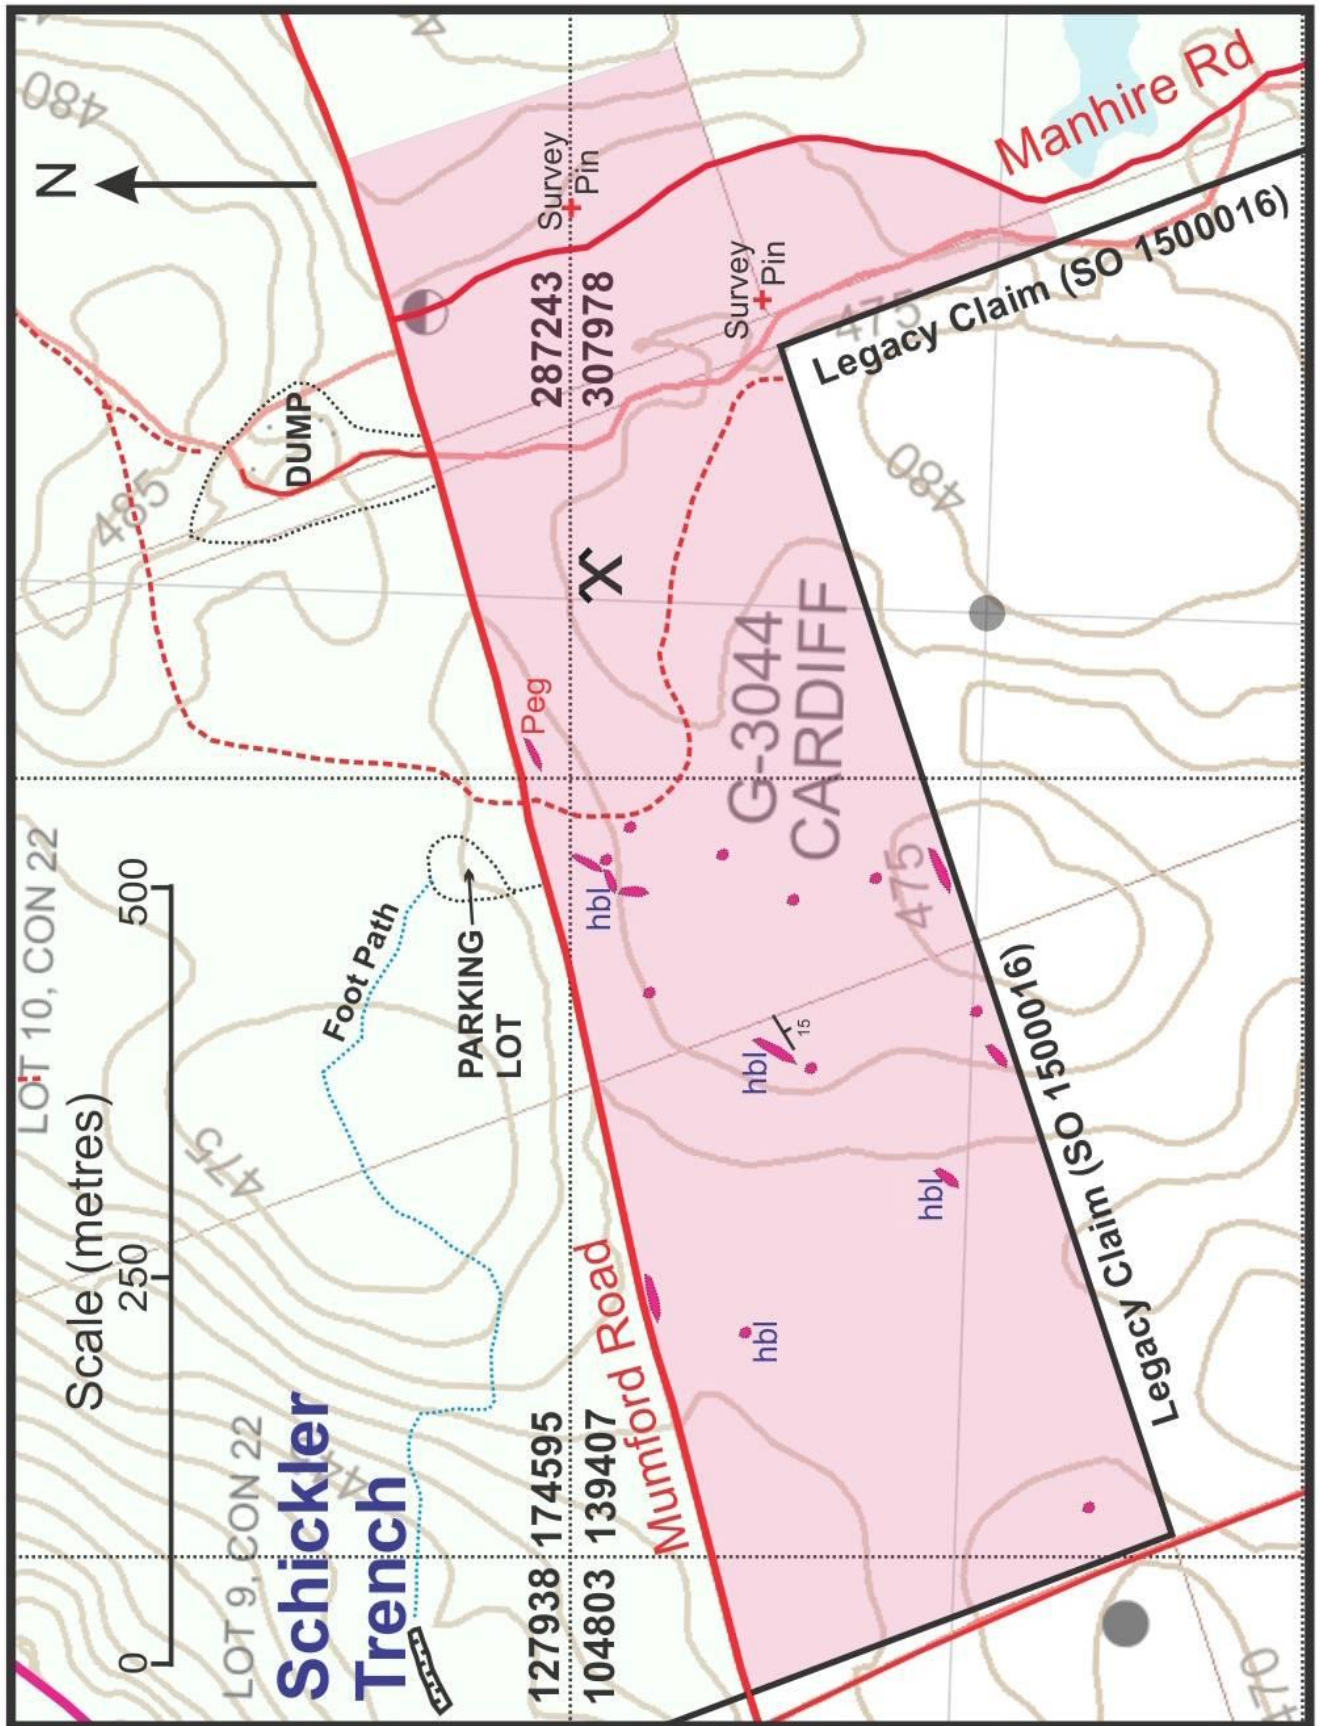 LOT 10, CON 22
N
480
Scale (metres)
0 250 500
485
475
LOT 9, CON 22
Schickler
Trench
DUMP
Foot Path
PARKING
LOT
Peg
127938 174595
287243
Survey
Pin
104803 139407
307978
hbl
Mumford Road
Survey
Pin
hbl
hbl
15
G-3044
CARDIFF
475
Legacy Claim (SO 1500016)
480
475
hbl
Manhire Rd
Legacy Claim (SO 1500016)
470